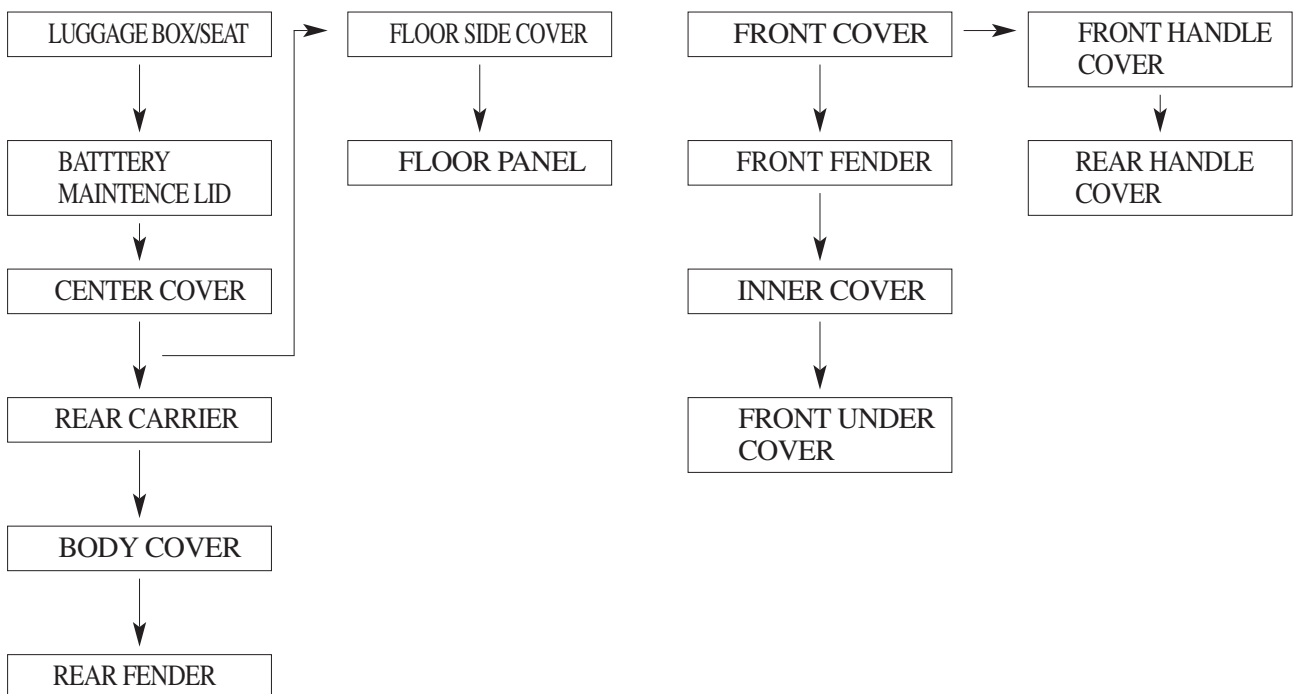 LUGGAGE BOX/SEAT
BATTTERY
MAINTENCE LID
CENTER COVER
REAR CARRIER
BODY COVER
REAR FENDER
FLOOR SIDE COVER
FLOOR PANEL
FRONT COVER
FRONT FENDER
INNER COVER
FRONT UNDER
COVER
FRONT HANDLE
COVER
REAR HANDLE
COVER